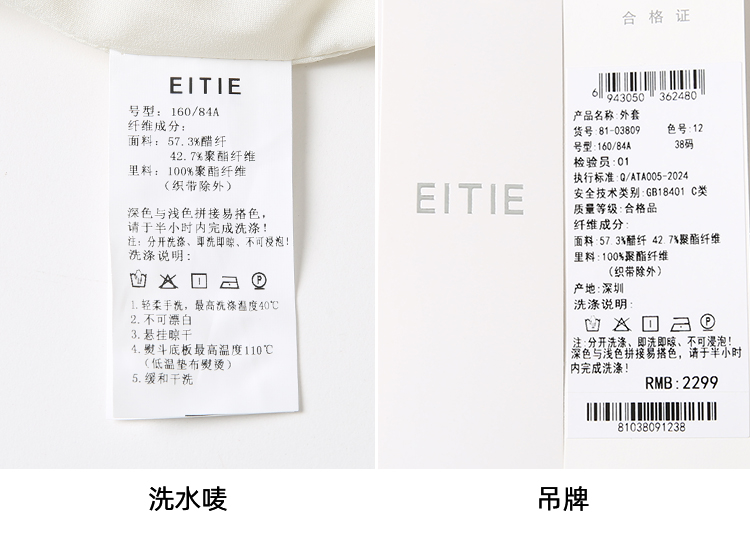 EITIE
号型：160/84A
纤维成分：
面料：57.3%醋纤
42.7%聚酯纤维
里料：100%聚酯纤维
（织带除外）
深色与浅色拼接易搭色，
请于半小时内完成洗涤！
注：分开洗涤、即洗即晾、不可浸泡！
洗涤说明：
1.轻柔手洗，最高洗涤温度40℃
2.不可漂白
3.悬挂晾干
4.熨斗底板最高温度110℃
（低温垫布熨烫）
5.缓和干洗
洗水唛
EITIE
合格证
6 943050 362480
产品名称：外套
货号：81-03809 色号：12
号型：160/84A 38码
检验员：01
执行标准：Q/ATA005-2024
安全技术类别：GB18401 C类
质量等级：合格品
纤维成分：
面料：57.3%醋纤 42.7%聚酯纤维
里料：100%聚酯纤维
（织带除外）
产地：深圳
洗涤说明：
注：分开洗涤、即洗即晾、不可浸泡！
深色与浅色拼接易搭色，请于半小时
内完成洗涤！
RMB：2299
81038091238
吊牌